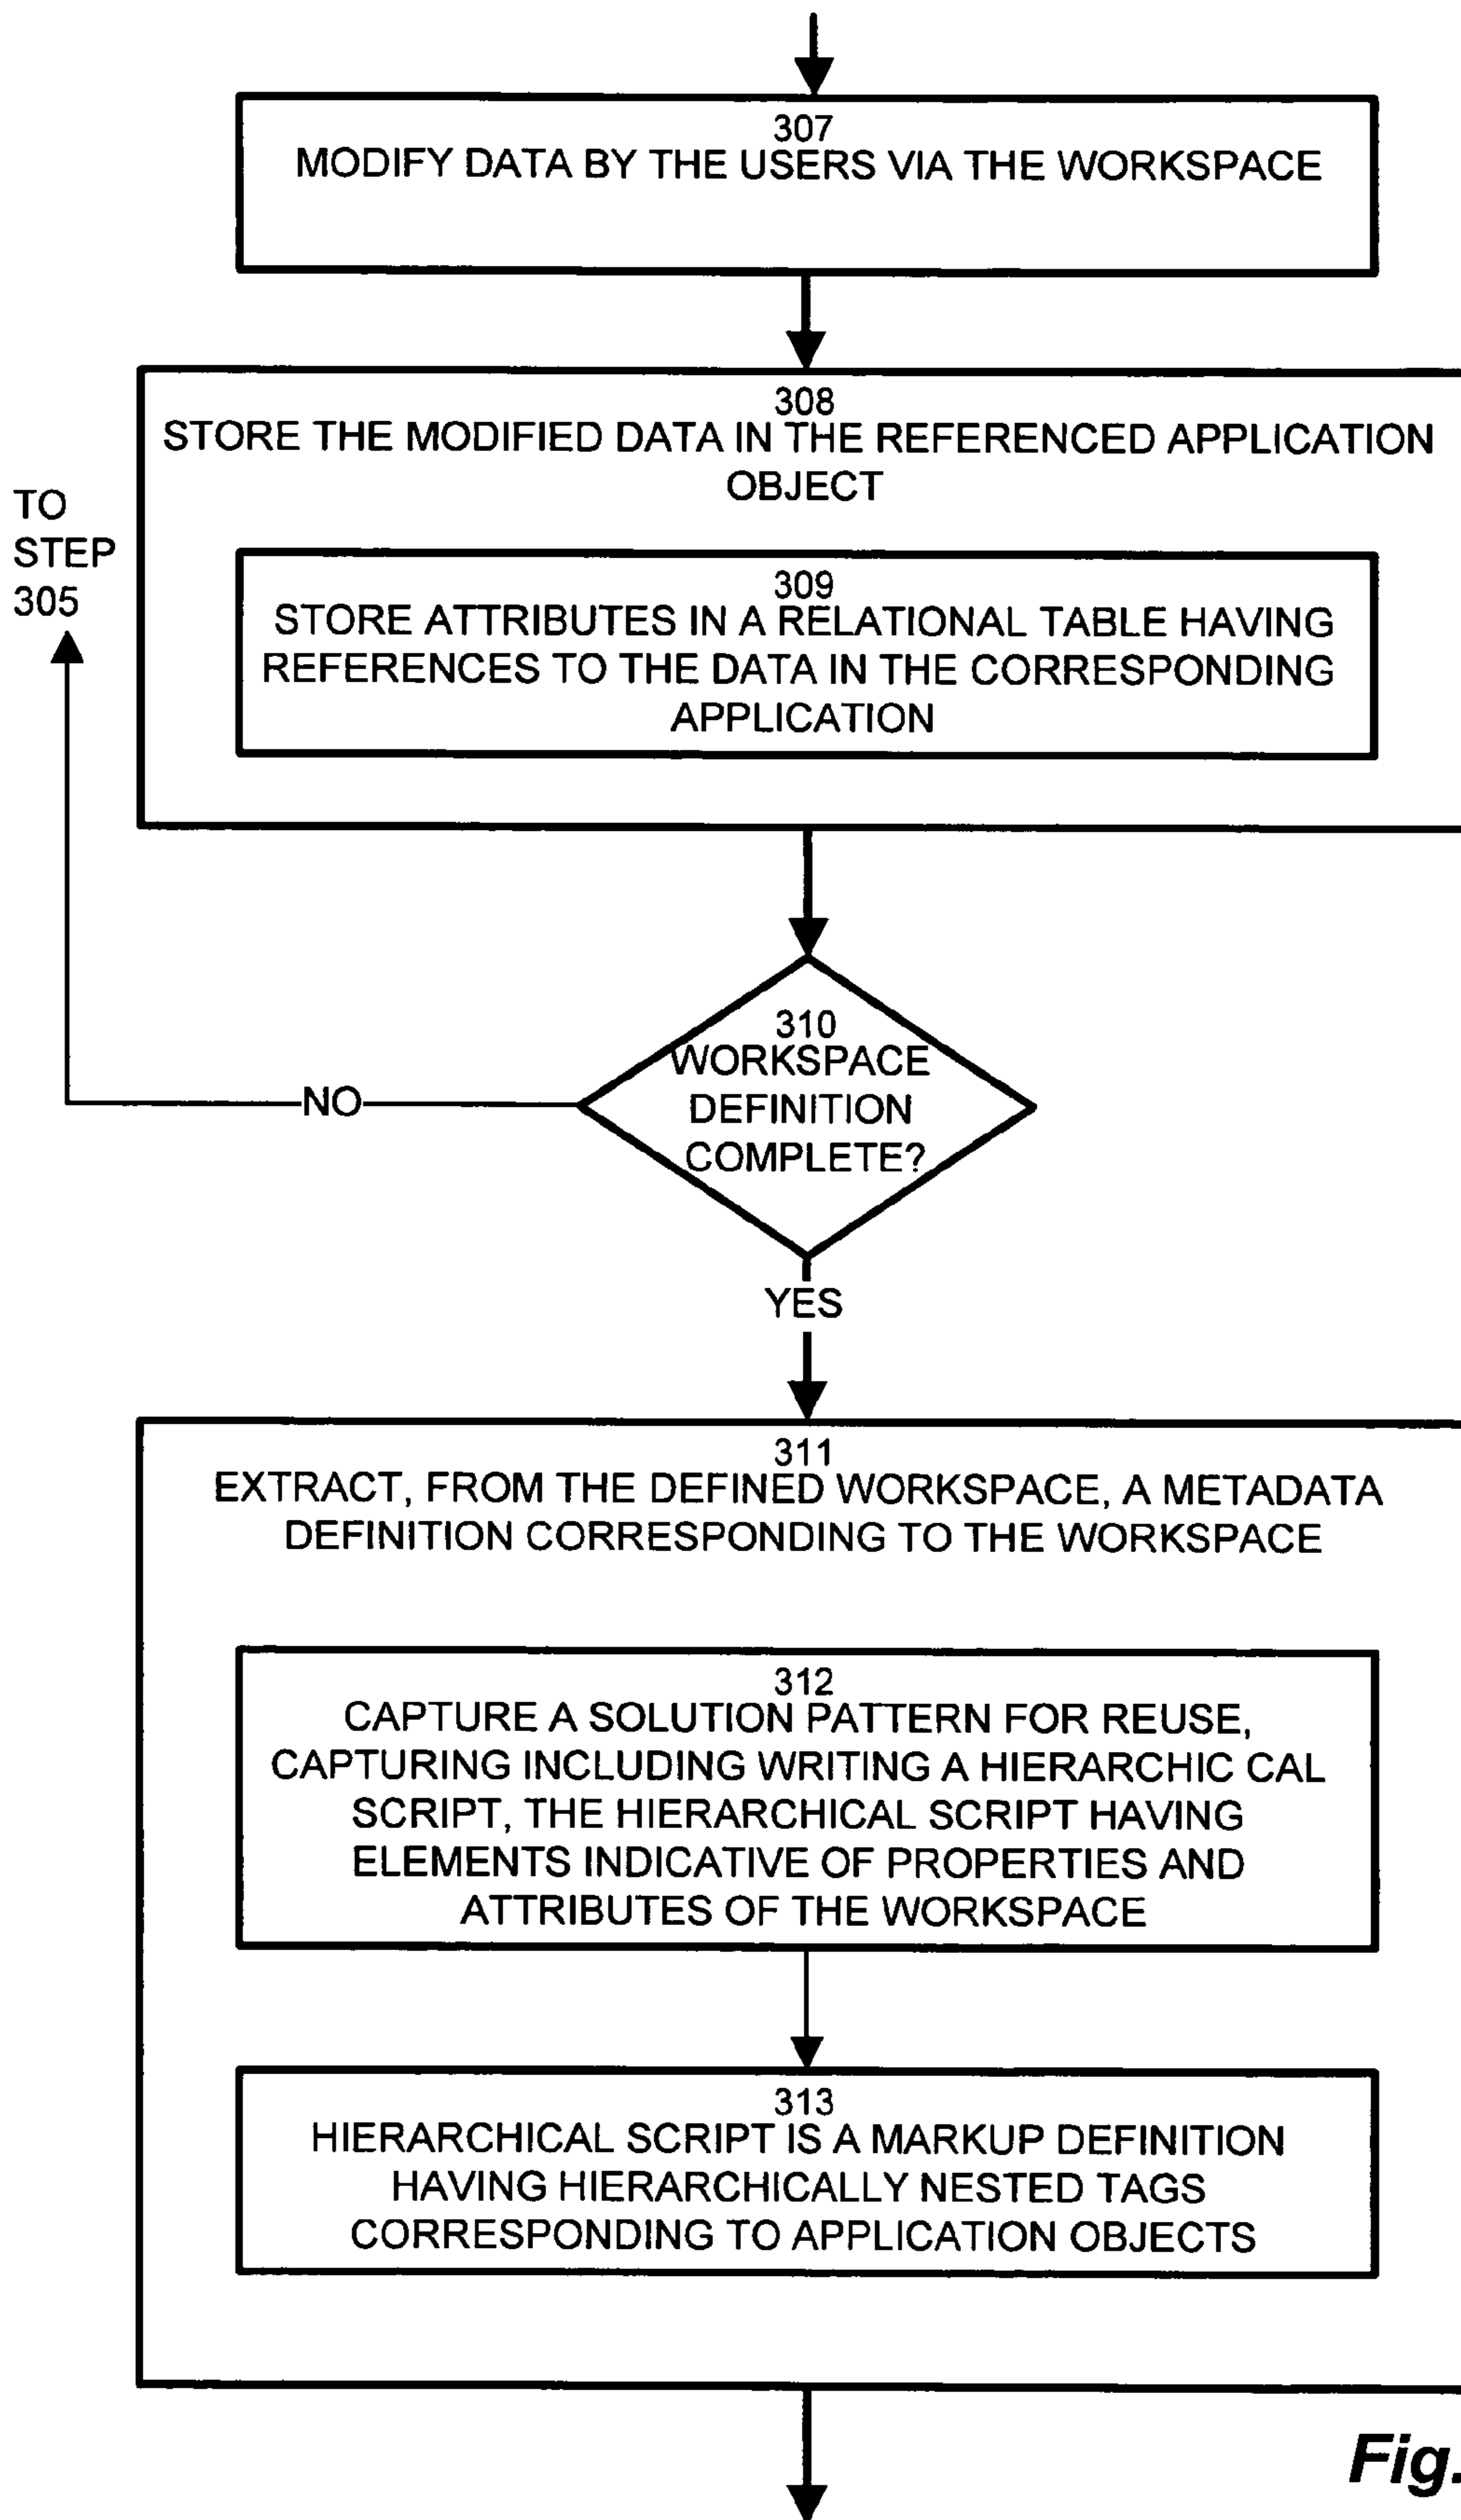 307
MODIFY DATA BY THE USERS VIA THE WORKSPACE
308
STORE THE MODIFIED DATA IN THE REFERENCED APPLICATION
OBJECT
TO
STEP
305
309
STORE ATTRIBUTES IN A RELATIONAL TABLE HAVING
REFERENCES TO THE DATA IN THE CORRESPONDING
APPLICATION
310
WORKSPACE
DEFINITION
COMPLETE?
NO
YES
311
EXTRACT, FROM THE DEFINED WORKSPACE, A METADATA
DEFINITION CORRESPONDING TO THE WORKSPACE
312
CAPTURE A SOLUTION PATTERN FOR REUSE,
CAPTURING INCLUDING WRITING A HIERARCHIC CAL
SCRIPT, THE HIERARCHICAL SCRIPT HAVING
ELEMENTS INDICATIVE OF PROPERTIES AND
ATTRIBUTES OF THE WORKSPACE
313
HIERARCHICAL SCRIPT IS A MARKUP DEFINITION
HAVING HIERARCHICALLY NESTED TAGS
CORRESPONDING TO APPLICATION OBJECTS
Fig.